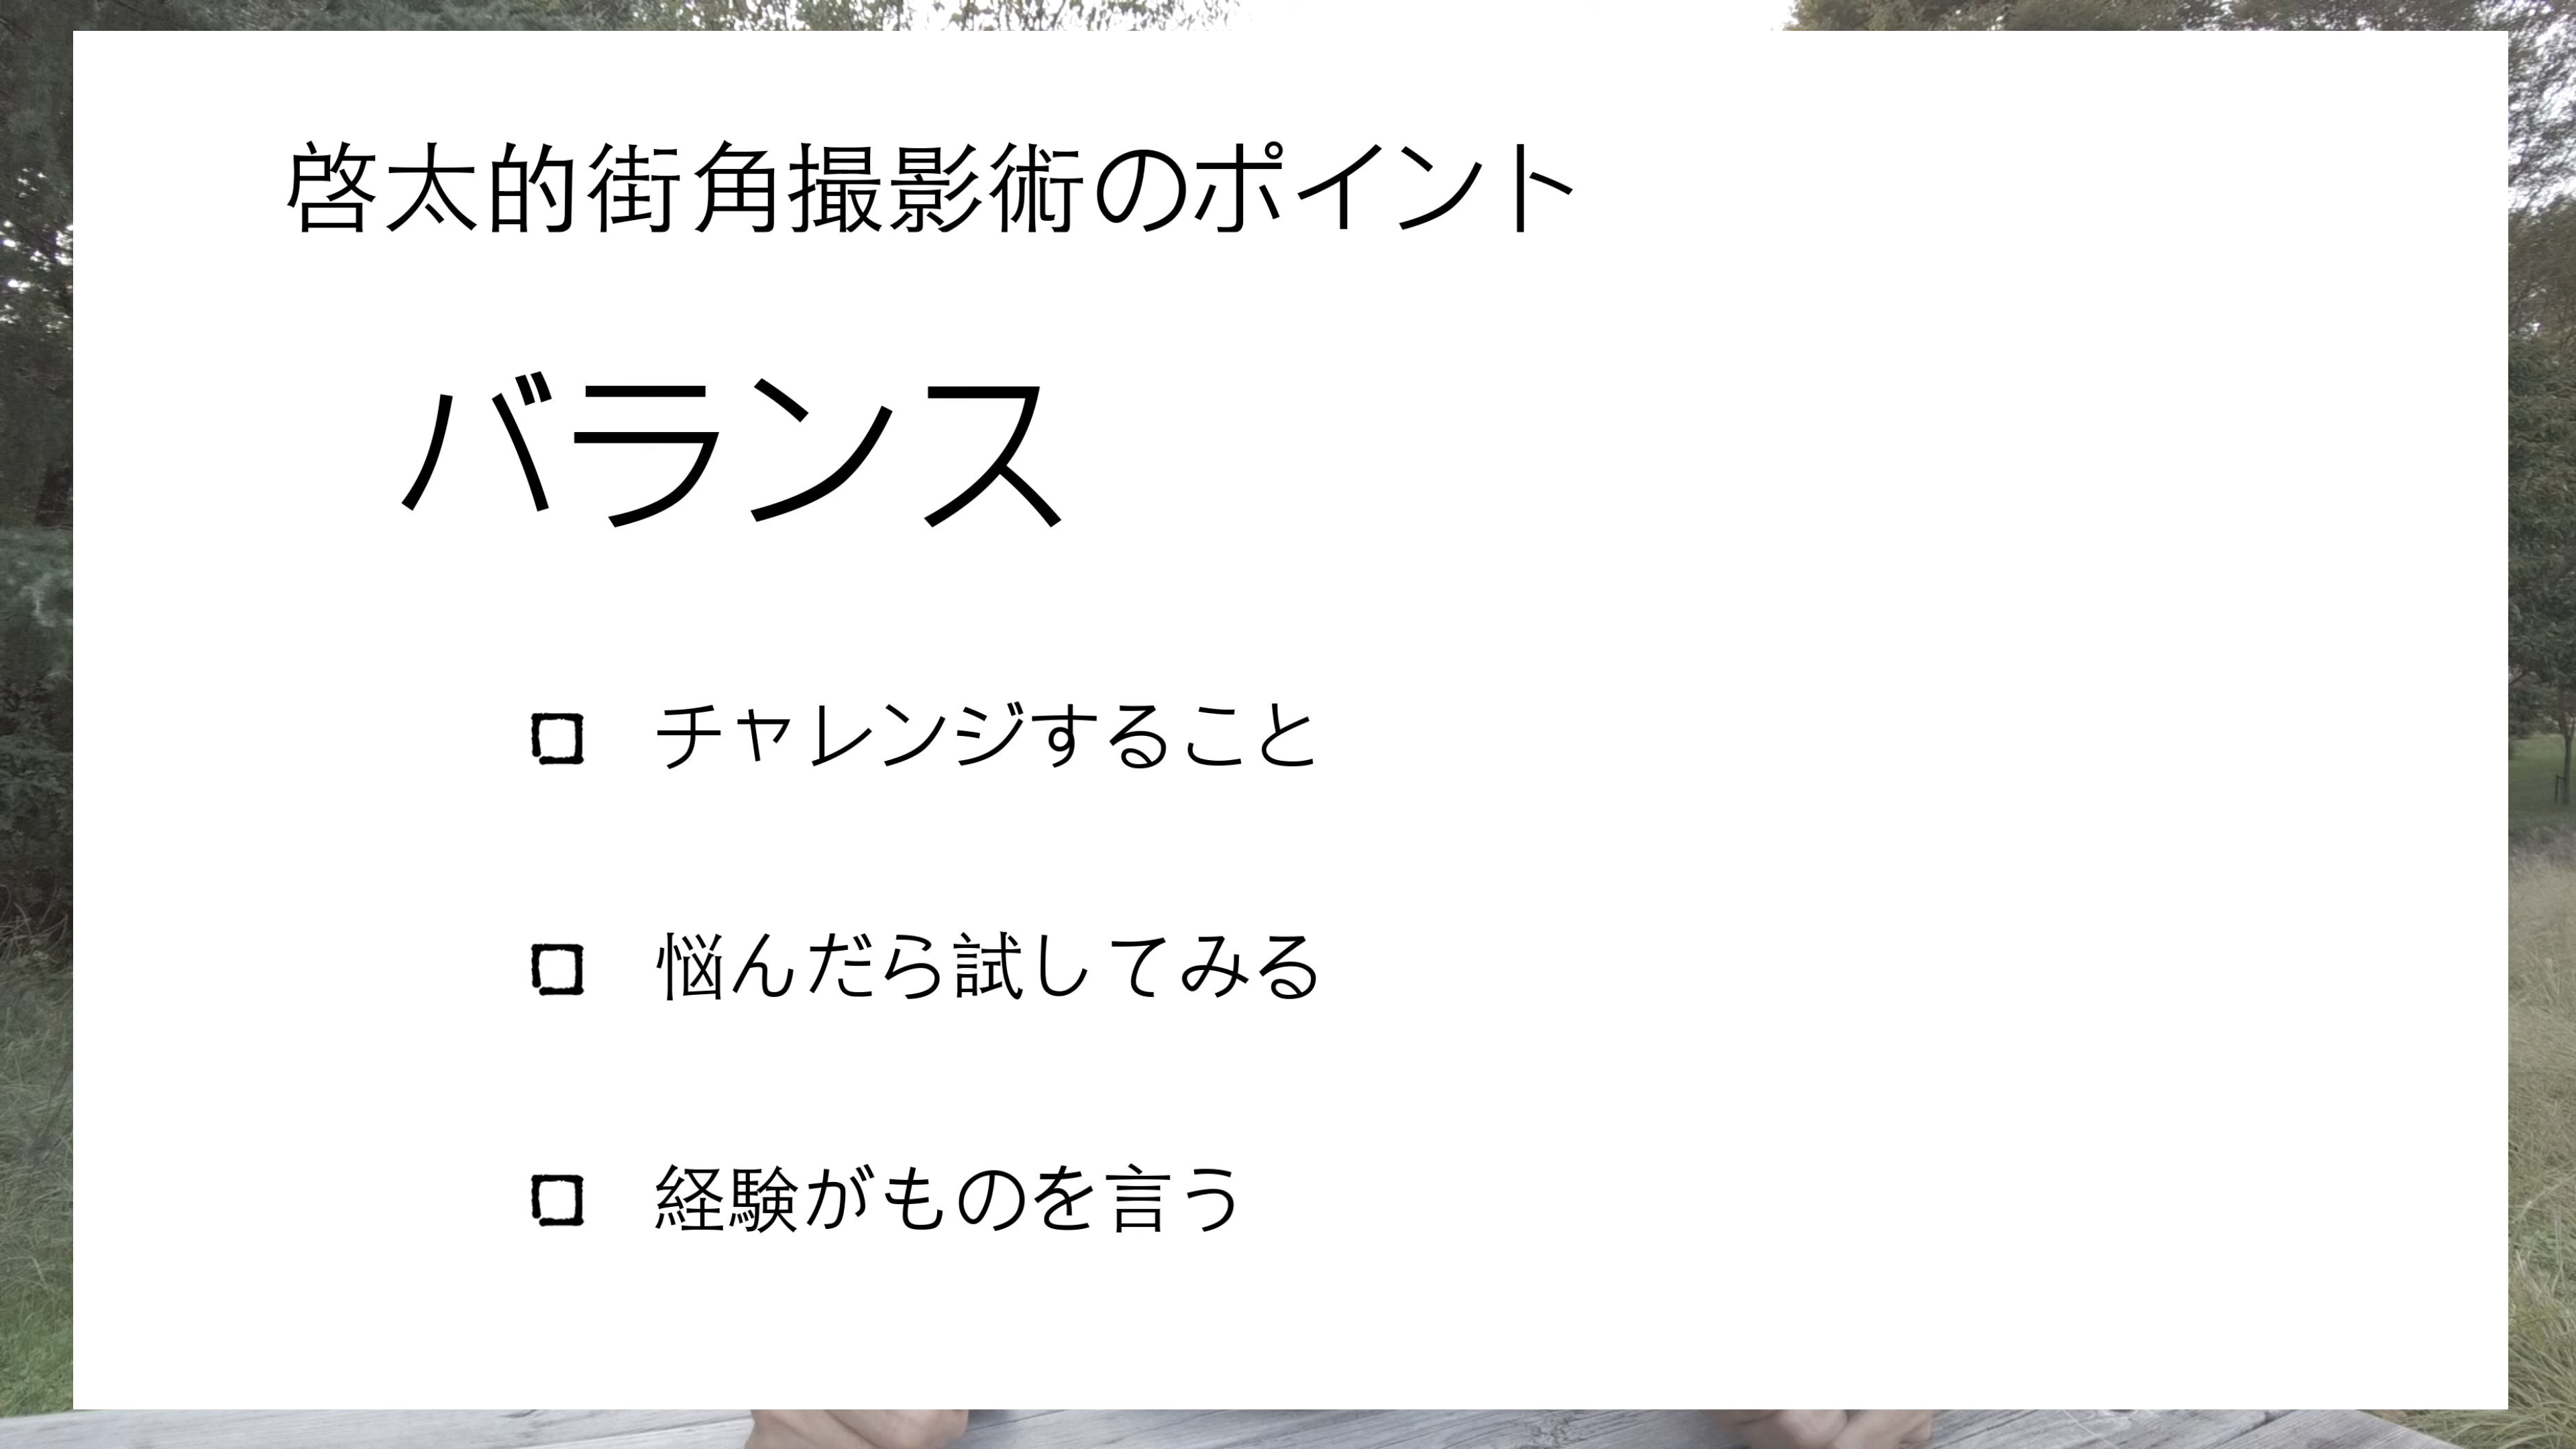 啓太的街角撮影術のポイント
バランス
チャレンジすること
悩んだら試してみる
経験がものを言う